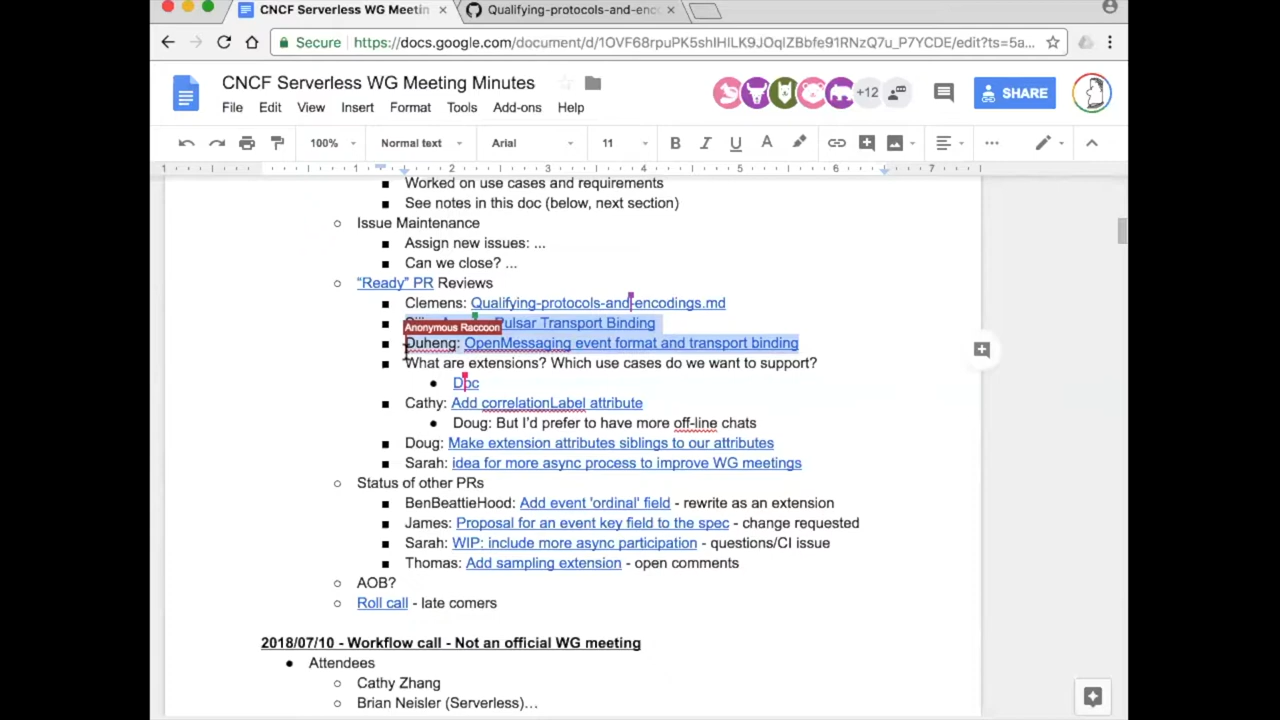 CNCF Serverless WG Meetin
Qualifying-protocols-and-enc
Secure
https://docs.google.com/document/d/1OVF68rpuPK5shIHILK9JOqlZBbfe91RNzQ7u_P7YCDE/edit?ts=5a...
CNCF Serverless WG Meeting Minutes
File Edit View Insert Format Tools Add-ons Help
+12
SHARE
100% Normal text Arial 11 B I U A
1 1 2 3 4 5 6 7
Worked on use cases and requirements
See notes in this doc (below, next section)
Issue Maintenance
Assign new issues: ...
Can we close? ...
“Ready” PR Reviews
Clemens: Qualifying-protocols-and-encodings.md
Pulsar Transport Binding
Anonymous Raccoon
Duheng: OpenMessaging event format and transport binding
What are extensions? Which use cases do we want to support?
Doc
Cathy: Add correlationLabel attribute
Doug: But I’d prefer to have more off-line chats
Doug: Make extension attributes siblings to our attributes
Sarah: idea for more async process to improve WG meetings
Status of other PRs
BenBeattieHood: Add event 'ordinal' field - rewrite as an extension
James: Proposal for an event key field to the spec - change requested
Sarah: WIP: include more async participation - questions/CI issue
Thomas: Add sampling extension - open comments
AOB?
Roll call - late comers
2018/07/10 - Workflow call - Not an official WG meeting
Attendees
Cathy Zhang
Brian Neisler (Serverless)...